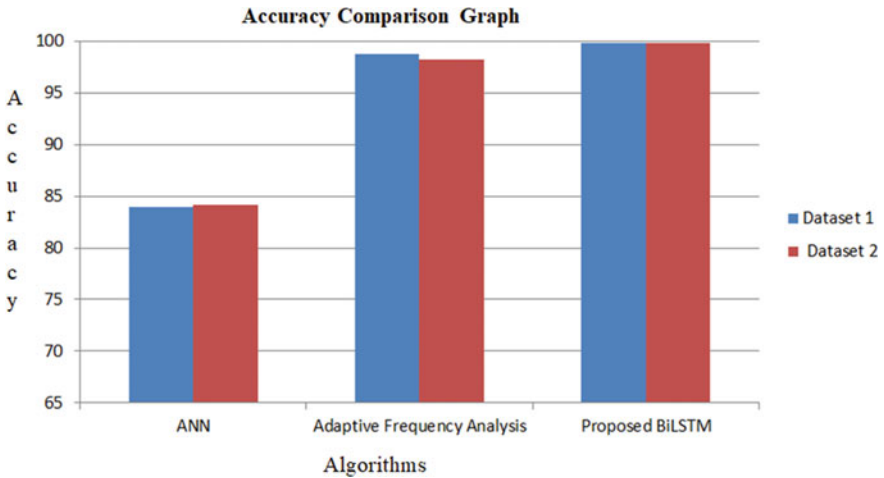 Accuracy Comparison Graph
Accuracy
100
95
90
85
80
75
70
65
ANN
Adaptive Frequency Analysis
Proposed BiLSTM
Algorithms
Dataset 1
Dataset 2